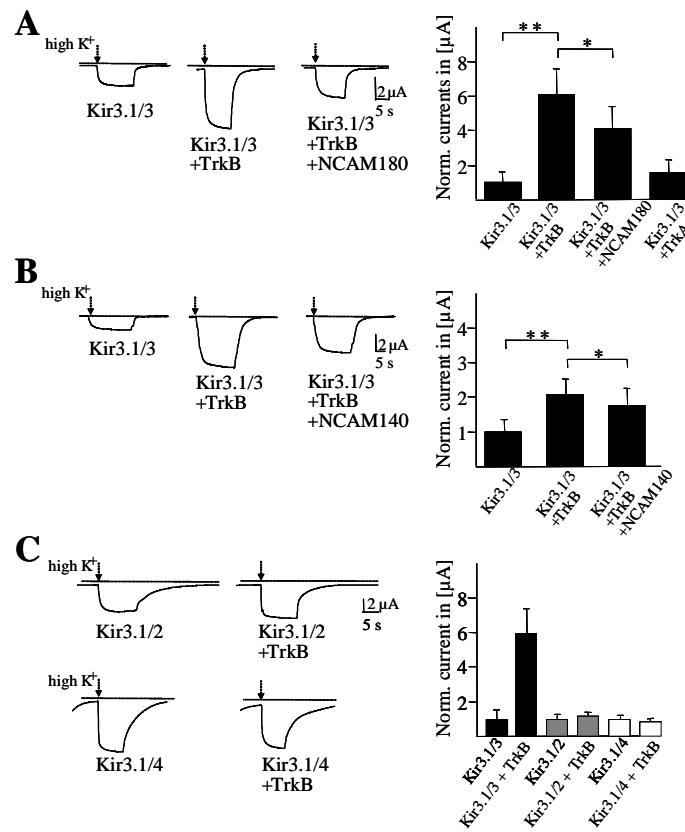 A
high K+
Kir3.1/3
Kir3.1/3
+TrkB
Kir3.1/3
+TrkB
+NCAM180
2 µA
5 s
Norm. currents in [µA]
8
6
4
2
**
*
Kir3.1/3
Kir3.1/3
+TrkB
Kir3.1/3
+TrkB
+NCAM180
Kir3.1/3
+TrkA
B
high K+
Kir3.1/3
Kir3.1/3
+TrkB
Kir3.1/3
+TrkB
+NCAM140
2 µA
5 s
Norm. current in [µA]
4
3
2
1
**
*
Kir3.1/3
Kir3.1/3
+TrkB
Kir3.1/3
+TrkB
+NCAM140
C
high K+
Kir3.1/2
Kir3.1/2
+TrkB
2 µA
5 s
high K+
Kir3.1/4
Kir3.1/4
+TrkB
Norm. current in [µA]
8
6
4
2
Kir3.1/3
Kir3.1/3 + TrkB
Kir3.1/2
Kir3.1/2 + TrkB
Kir3.1/4
Kir3.1/4 + TrkB